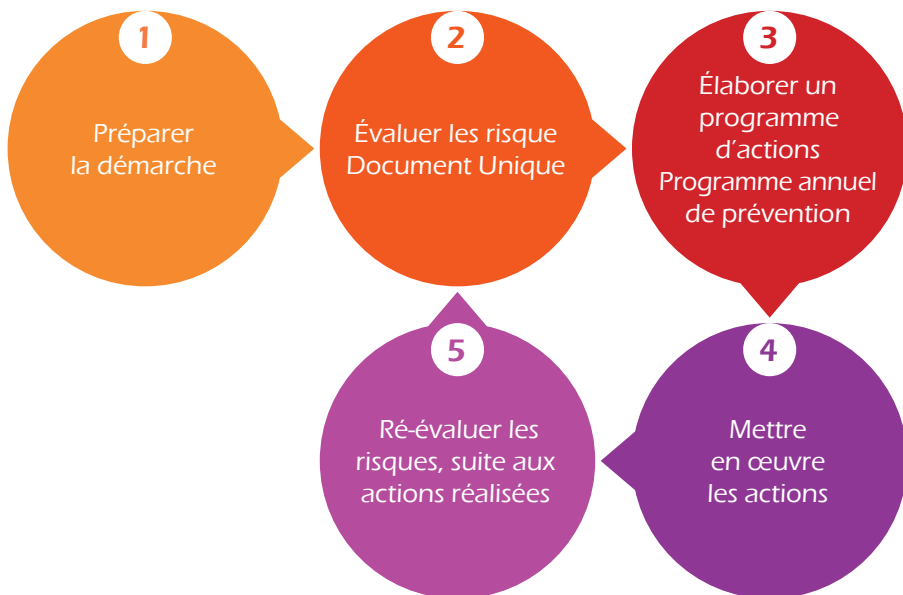 1
Préparer
la démarche
2
Évaluer les risque
Document Unique
3
Élaborer un
programme
d’actions
Programme annuel
de prévention
4
Mettre
en œuvre
les actions
5
Ré-évaluer les
risques, suite aux
actions réalisées